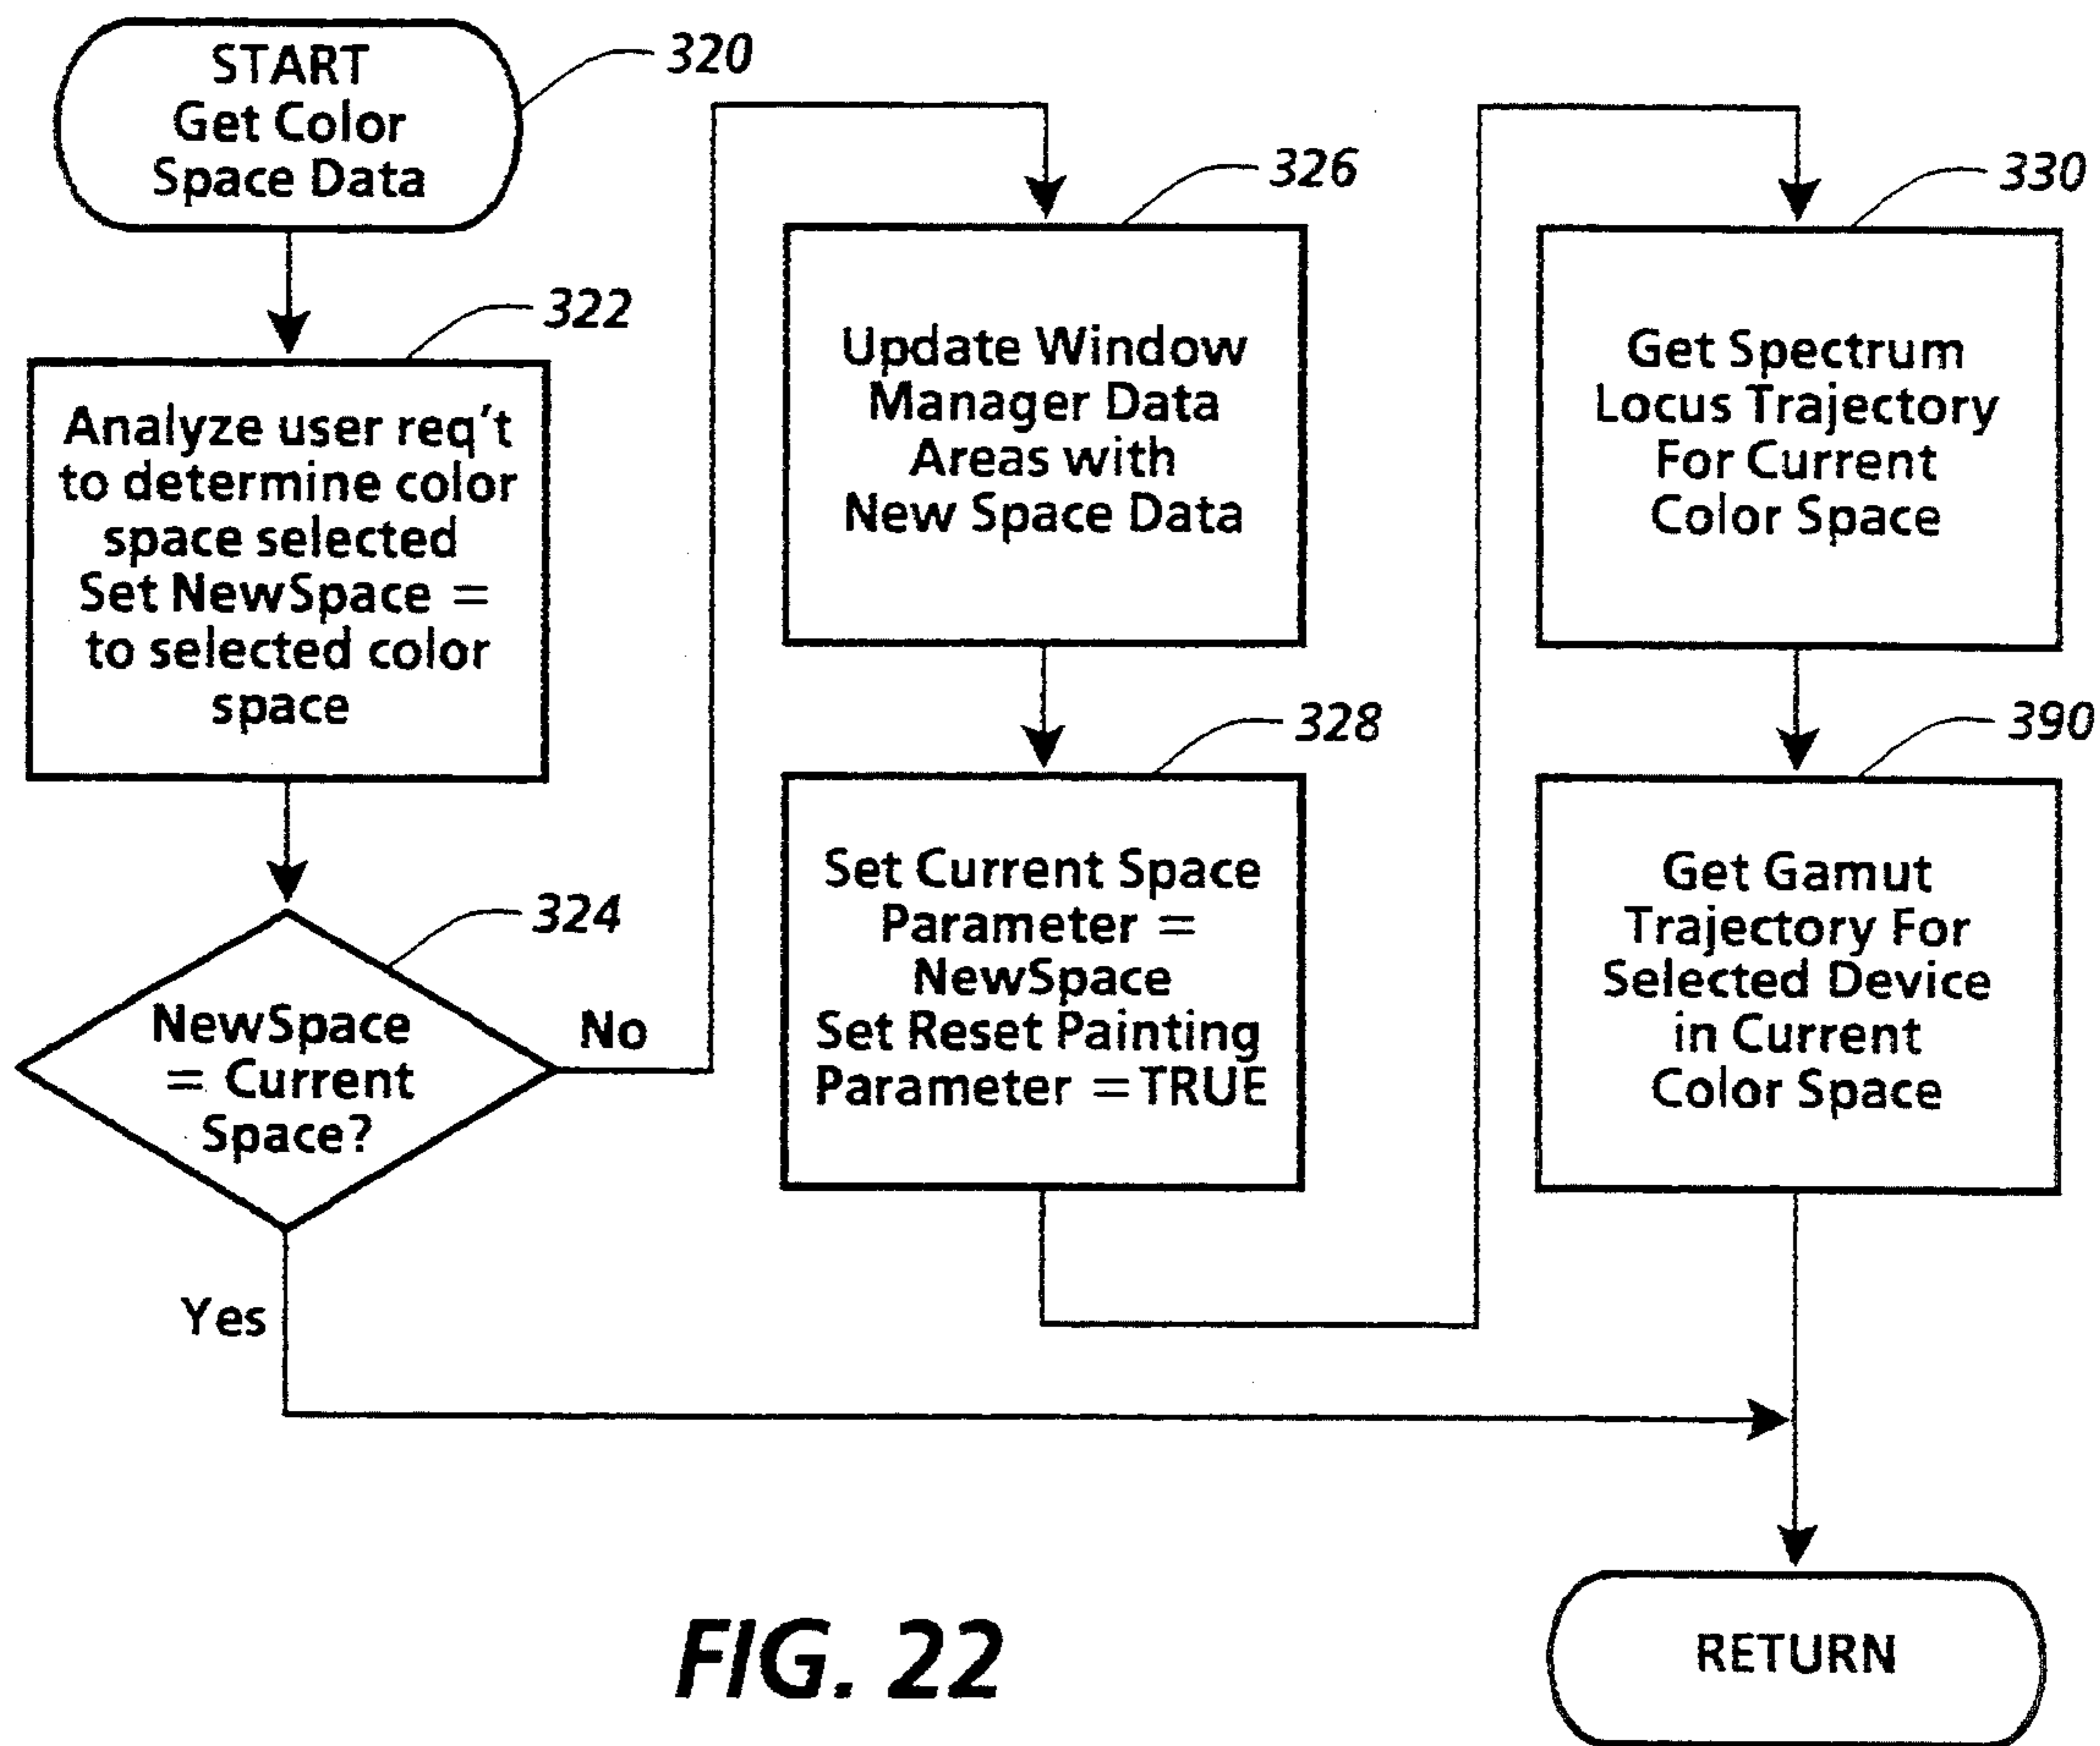 START
Get Color
Space Data
320
322
Analyze user req't
to determine color
space selected
Set NewSpace =
to selected color
space
324
NewSpace
= Current
Space?
No
Yes
326
Update Window
Manager Data
Areas with
New Space Data
328
Set Current Space
Parameter =
NewSpace
Set Reset Painting
Parameter = TRUE
330
Get Spectrum
Locus Trajectory
For Current
Color Space
390
Get Gamut
Trajectory For
Selected Device
in Current
Color Space
RETURN
FIG. 22